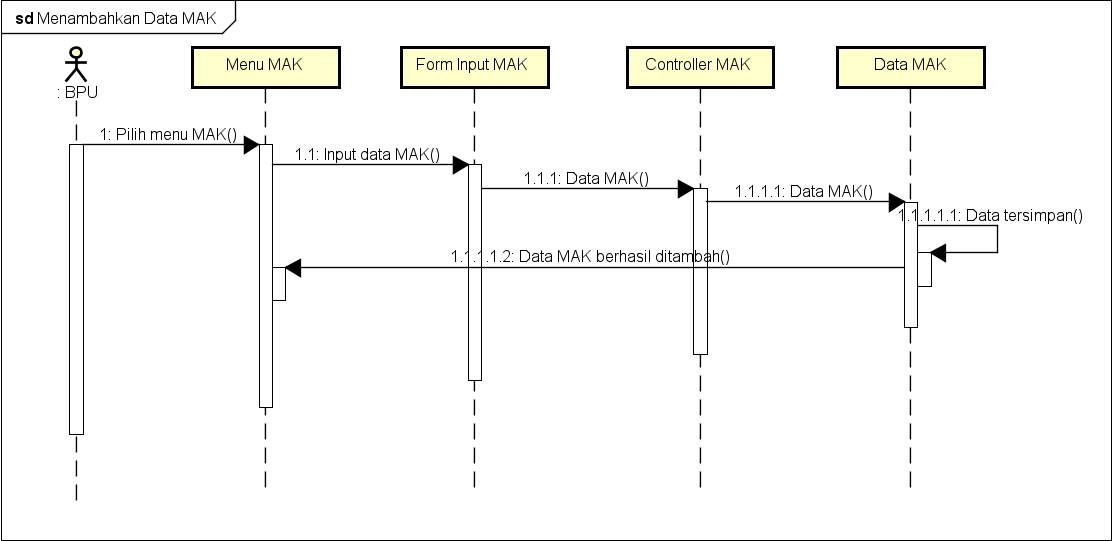 sd Menambahkan Data MAK
: BPU
Menu MAK
Form Input MAK
Controller MAK
Data MAK
1: Pilih menu MAK()
1.1: Input data MAK()
1.1.1: Data MAK()
1.1.1.1: Data MAK()
1.1.1.1.1: Data tersimpan()
1.1.1.1.2: Data MAK berhasil ditambah()